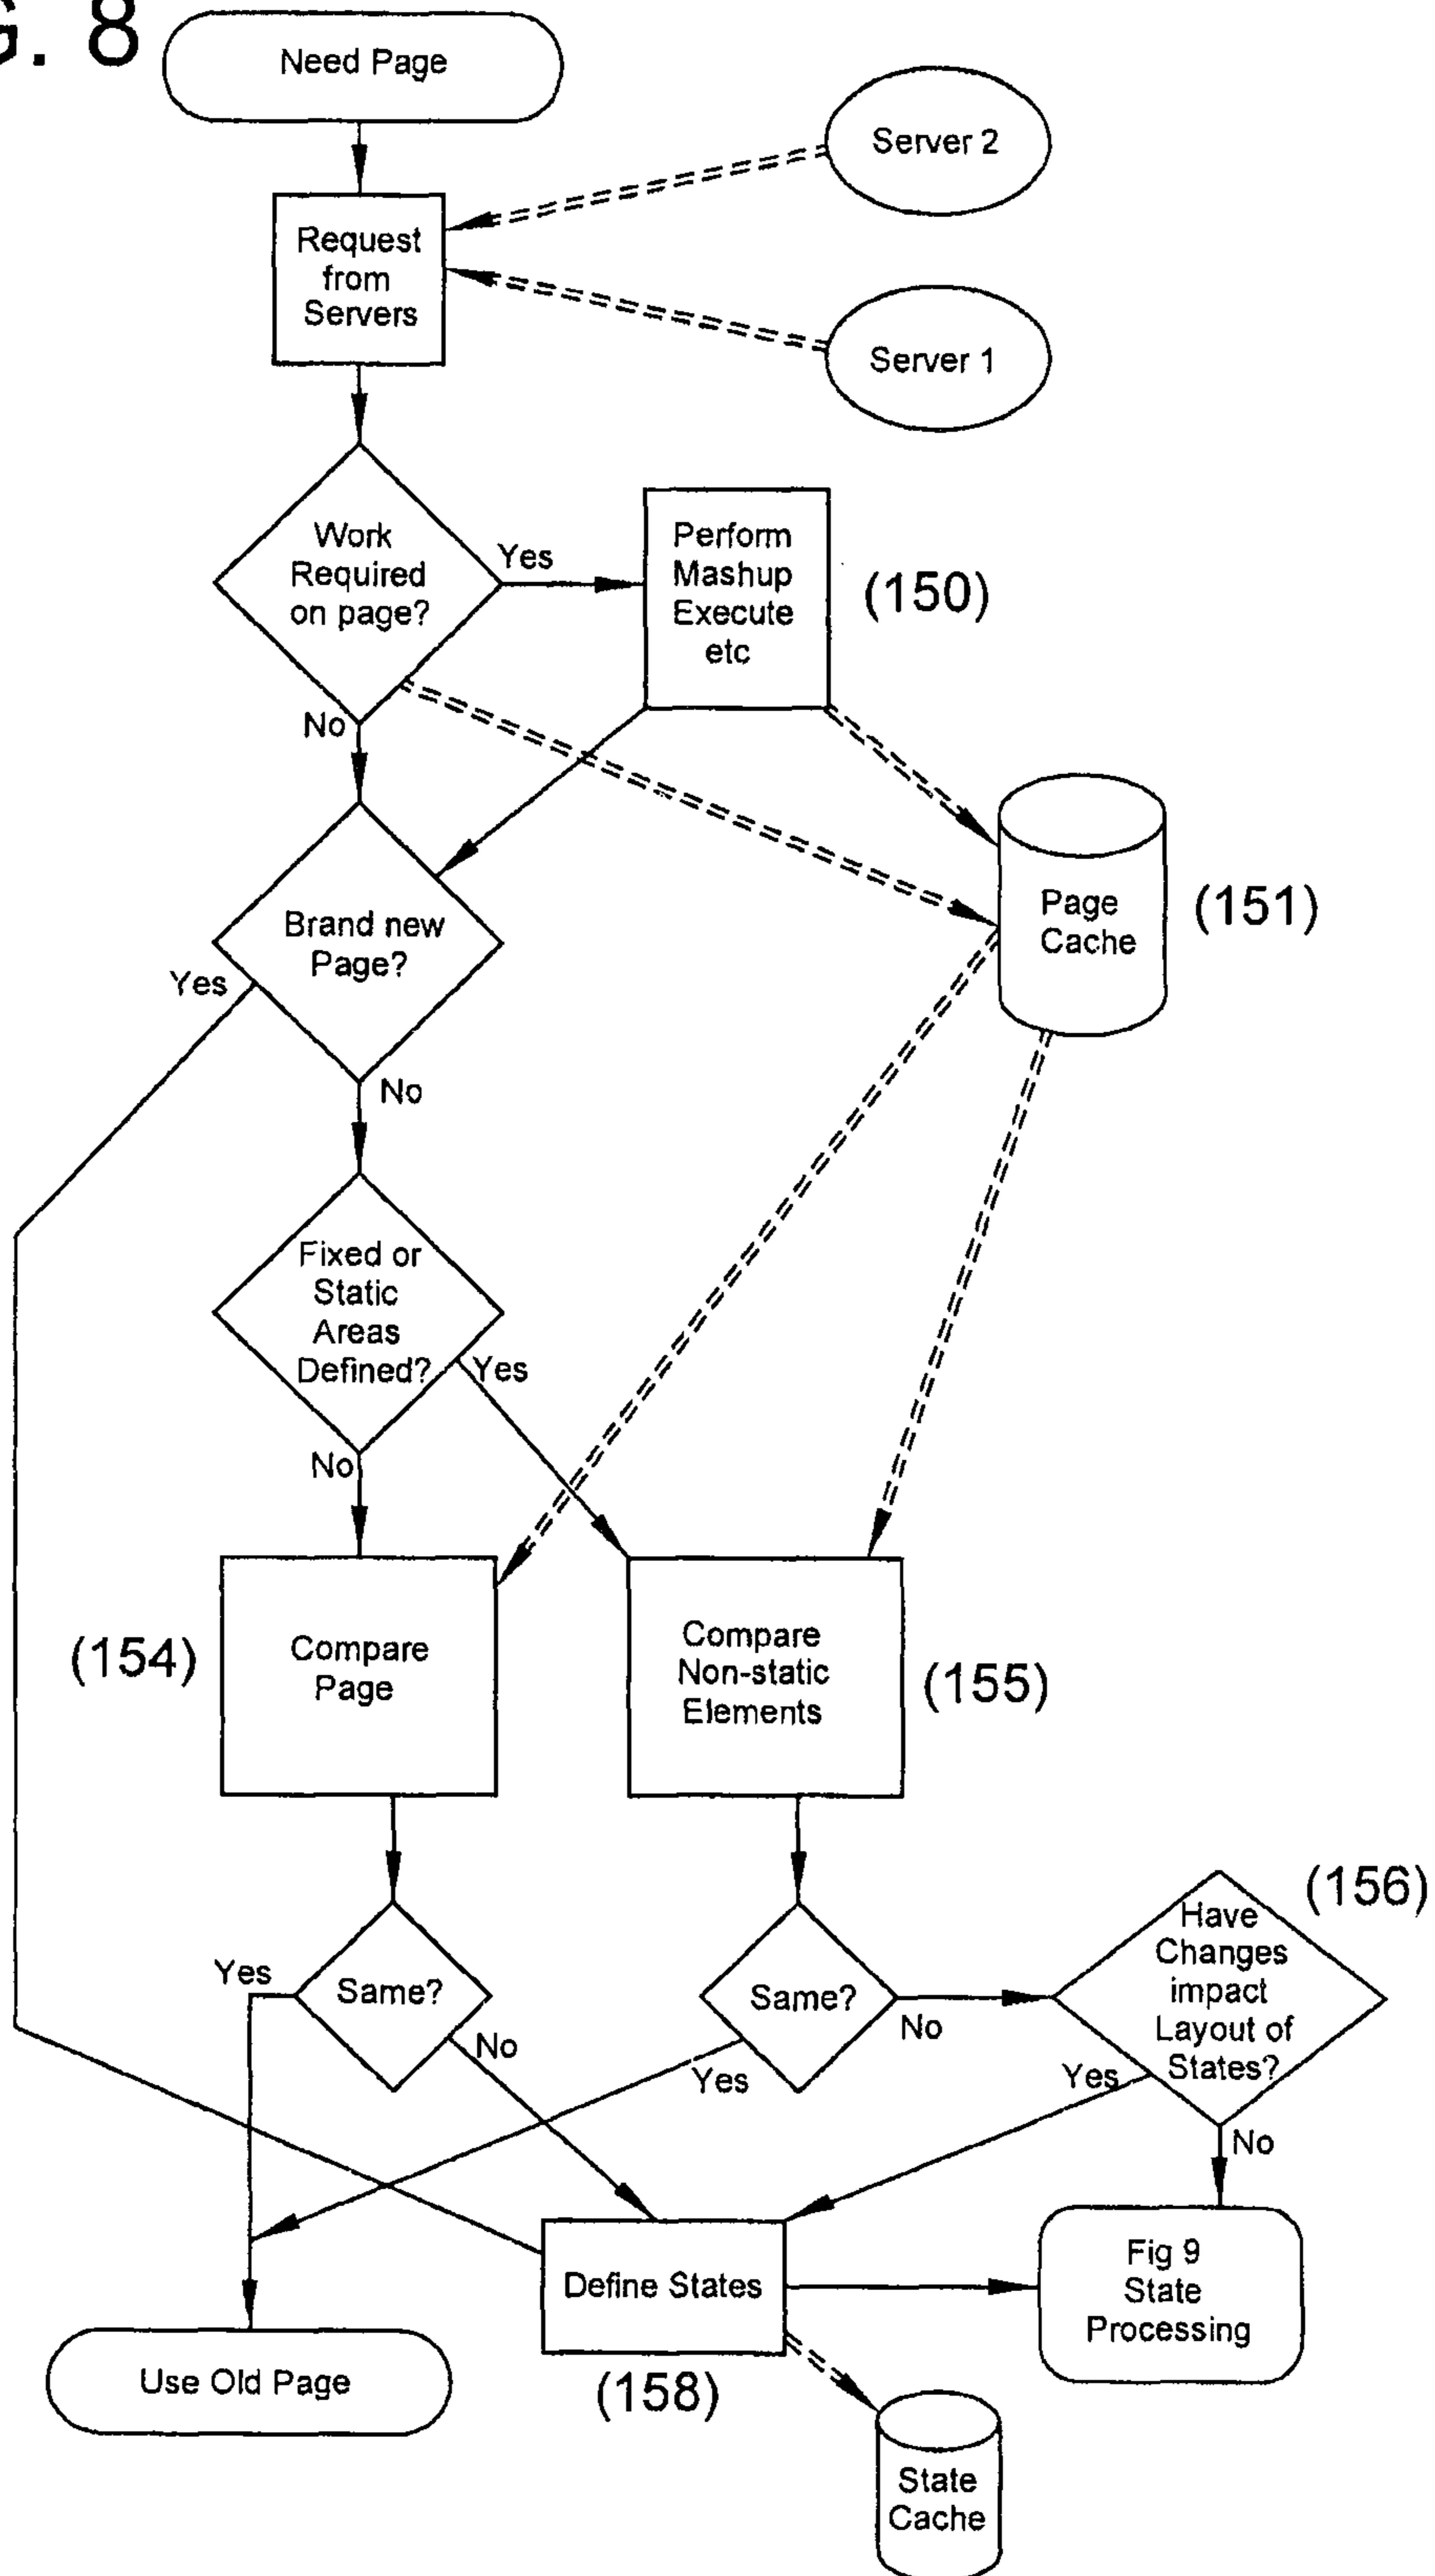 G. 8
Need Page
Server 2
Request
from
Servers
Server 1
Work
Required
on page?
Yes
Perform
Mashup
Execute
etc
(150)
No
Page
Cache
(151)
Brand new
Page?
Yes
No
Fixed or
Static
Areas
Defined?
Yes
No
(154)
Compare
Page
Compare
Non-static
Elements
(155)
(156)
Have
Changes
impact
Layout of
States?
Yes
Same?
No
Same?
No
Yes
Yes
No
Fig 9
State
Processing
Define States
(158)
Use Old Page
State
Cache